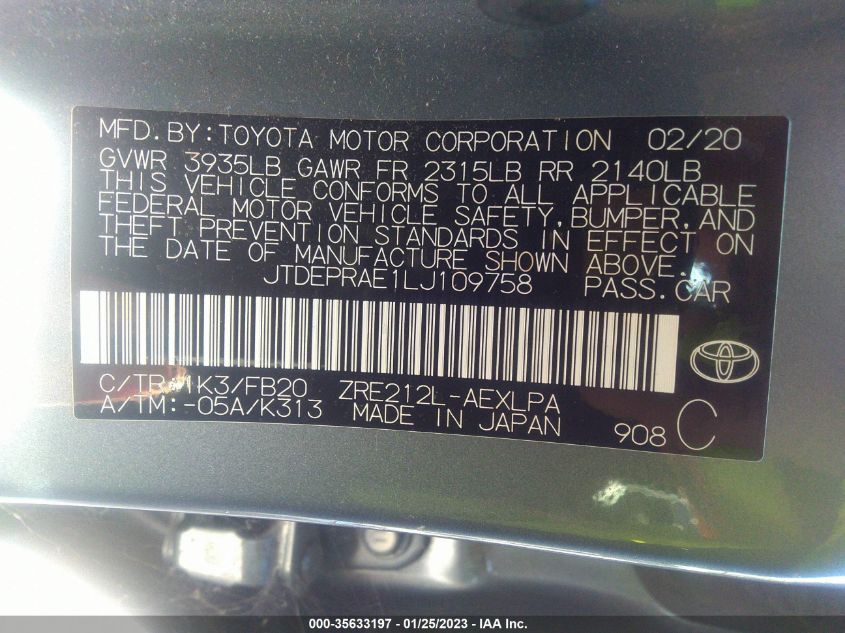 MFD.BY:TOYOTA MOTOR CORPORATION 02/20
GVWR 3935LB GAWR FR 2315LB RR 2140LB
THIS VEHICLE CONFORMS TO ALL APPLICABLE
FEDERAL MOTOR VEHICLE SAFETY,BUMPER,AND
THEFT PREVENTION STANDARDS IN EFFECT ON
THE DATE OF MANUFACTURE SHOWN ABOVE.
JTDEPRAE1LJ109758 PASS.CAR
C/TR:1K3/FB20 ZRE212L-AEXLPA
A/TM:-05A/K313 MADE IN JAPAN 908 C
000-35633197 - 01/25/2023 - IAA Inc.